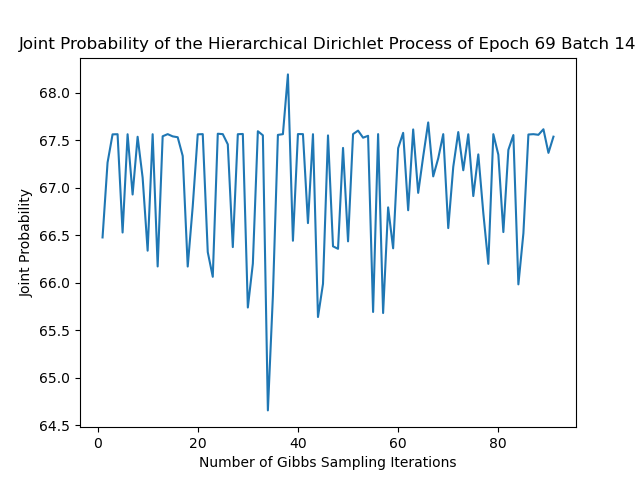 Joint Probability of the Hierarchical Dirichlet Process of Epoch 69 Batch 14
68.0
67.5
67.0
66.5
66.0
65.5
65.0
64.5
Joint Probability
0 20 40 60 80
Number of Gibbs Sampling Iterations